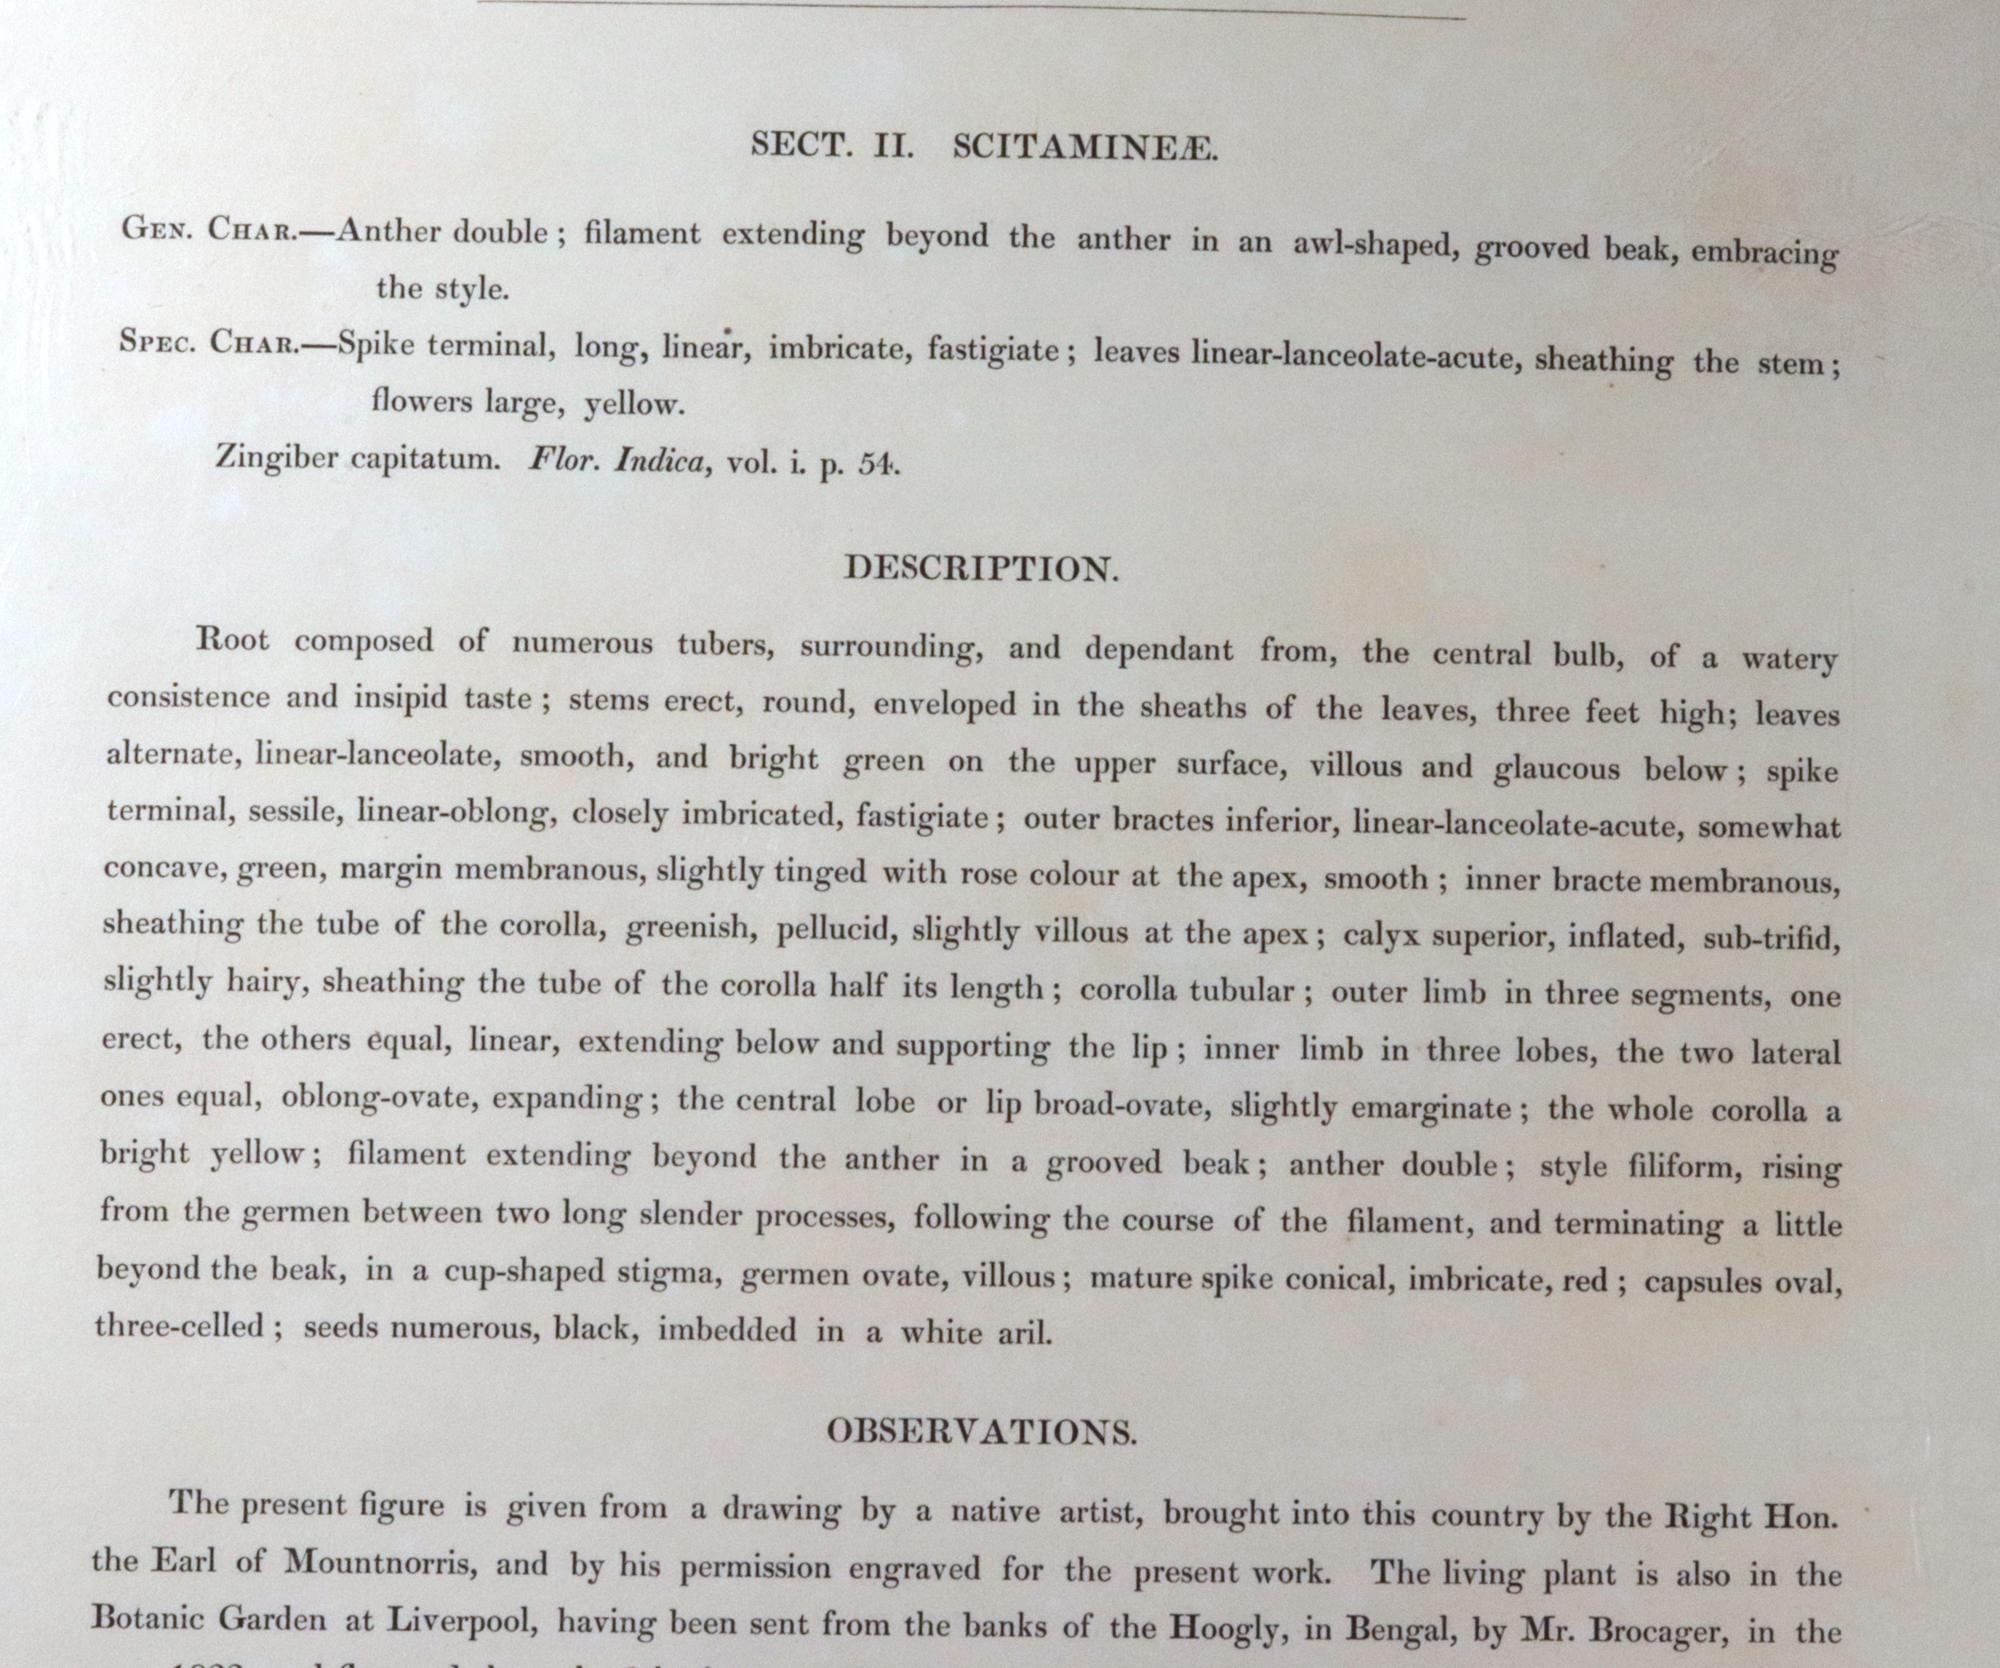 SECT. II. SCITAMINEÆ.
GEN. CHAR.—Anther double; filament extending beyond the anther in an awl-shaped, grooved beak, embracing
the style.
SPEC. CHAR.—Spike terminal, long, linear, imbricate, fastigiate; leaves linear-lanceolate-acute, sheathing the stem;
flowers large, yellow.
Zingiber capitatum. Flor. Indica, vol. i. p. 54.
DESCRIPTION.
Root composed of numerous tubers, surrounding, and dependant from, the central bulb, of a watery
consistence and insipid taste; stems erect, round, enveloped in the sheaths of the leaves, three feet high; leaves
alternate, linear-lanceolate, smooth, and bright green on the upper surface, villous and glaucous below; spike
terminal, sessile, linear-oblong, closely imbricated, fastigiate; outer bractes inferior, linear-lanceolate-acute, somewhat
concave, green, margin membranous, slightly tinged with rose colour at the apex, smooth; inner bracte membranous,
sheathing the tube of the corolla, greenish, pellucid, slightly villous at the apex; calyx superior, inflated, sub-trifid,
slightly hairy, sheathing the tube of the corolla half its length; corolla tubular; outer limb in three segments, one
erect, the others equal, linear, extending below and supporting the lip; inner limb in three lobes, the two lateral
ones equal, oblong-ovate, expanding; the central lobe or lip broad-ovate, slightly emarginate; the whole corolla a
bright yellow; filament extending beyond the anther in a grooved beak; anther double; style filiform, rising
from the germen between two long slender processes, following the course of the filament, and terminating a little
beyond the beak, in a cup-shaped stigma, germen ovate, villous; mature spike conical, imbricate, red; capsules oval,
three-celled; seeds numerous, black, imbedded in a white aril.
OBSERVATIONS.
The present figure is given from a drawing by a native artist, brought into this country by the Right Hon.
the Earl of Mountnorris, and by his permission engraved for the present work. The living plant is also in the
Botanic Garden at Liverpool, having been sent from the banks of the Hoogly, in Bengal, by Mr. Brocager, in the